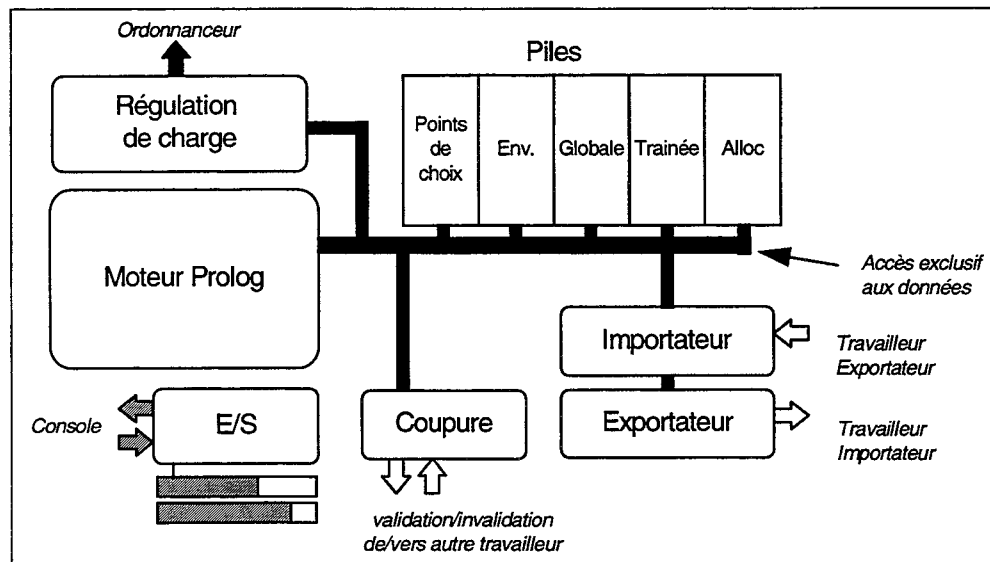 Ordonnanceur
Piles
Régulation
de charge
Points
de
choix
Env.
Globale
Trainée
Alloc
Moteur Prolog
Accès exclusif
aux données
Importateur
Travailleur
Exportateur
Console
E/S
Coupure
Exportateur
Travailleur
Importateur
validation/invalidation
de/vers autre travailleur